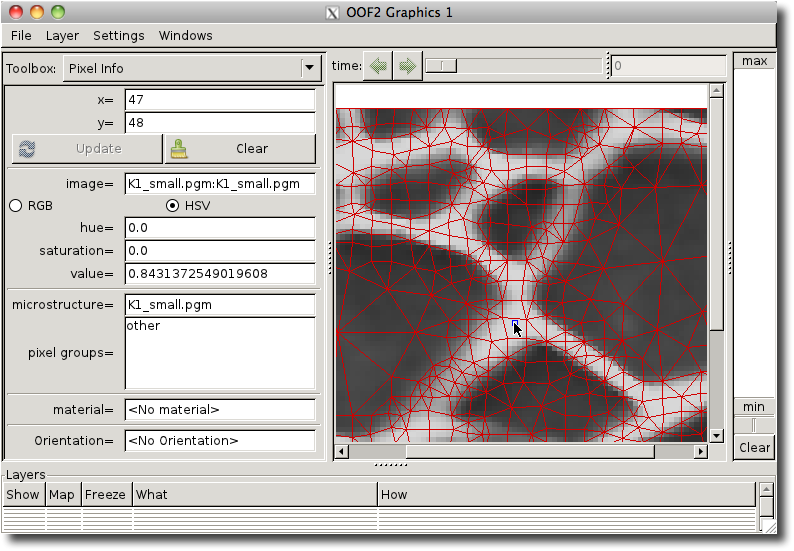 OOF2 Graphics 1
File Layer Settings Windows
Toolbox: Pixel Info
time: 0
max
x= 47
y= 48
Update Clear
image= K1_small.pgm:K1_small.pgm
RGB HSV
hue= 0.0
saturation= 0.0
value= 0.8431372549019608
microstructure= K1_small.pgm
pixel groups= other
material= <No material>
min
Orientation= <No Orientation>
Clear
Layers
Show Map Freeze What How